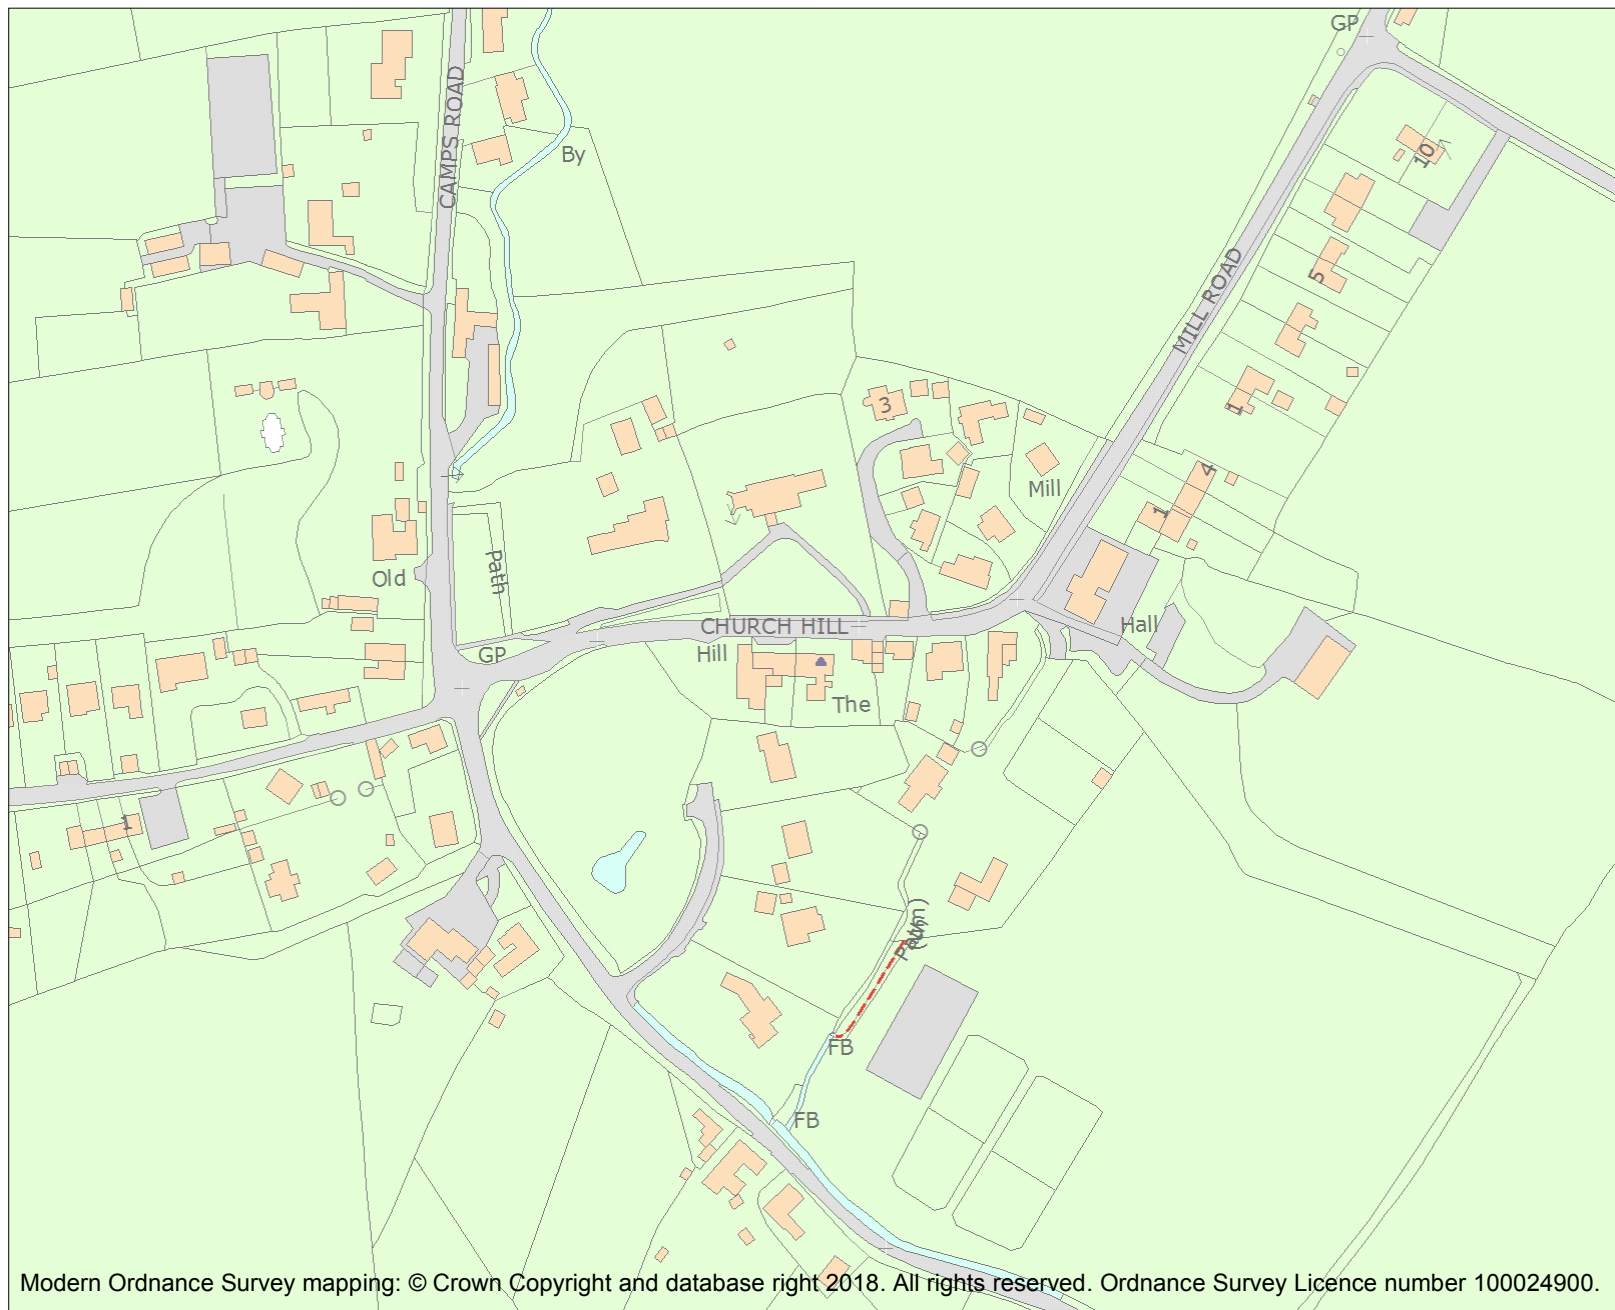 GP
CAMPS ROAD
By
10
5
MILL ROAD
1
3
4
Mill
1
Path
Old
Hall
CHURCH HILL
Hill
GP
The
1
Path
FB
FB
Modern Ordnance Survey mapping: © Crown Copyright and database right 2018. All rights reserved. Ordnance Survey Licence number 100024900.